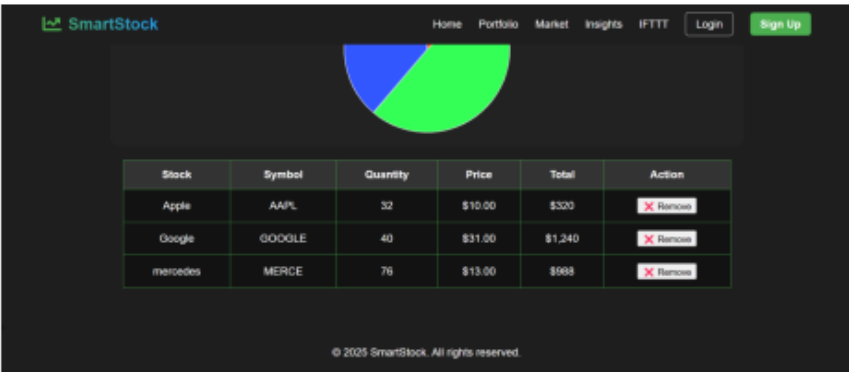 SmartStock Home Portfolio Market Insights IFTTT Login Sign Up
Stock Symbol Quantity Price Total Action
Apple AAPL 32 $10.00 $320 Remove
Google GOOGLE 40 $31.00 $1,240 Remove
mercedes MERCE 76 $13.00 $988 Remove
© 2025 SmartStock. All rights reserved.